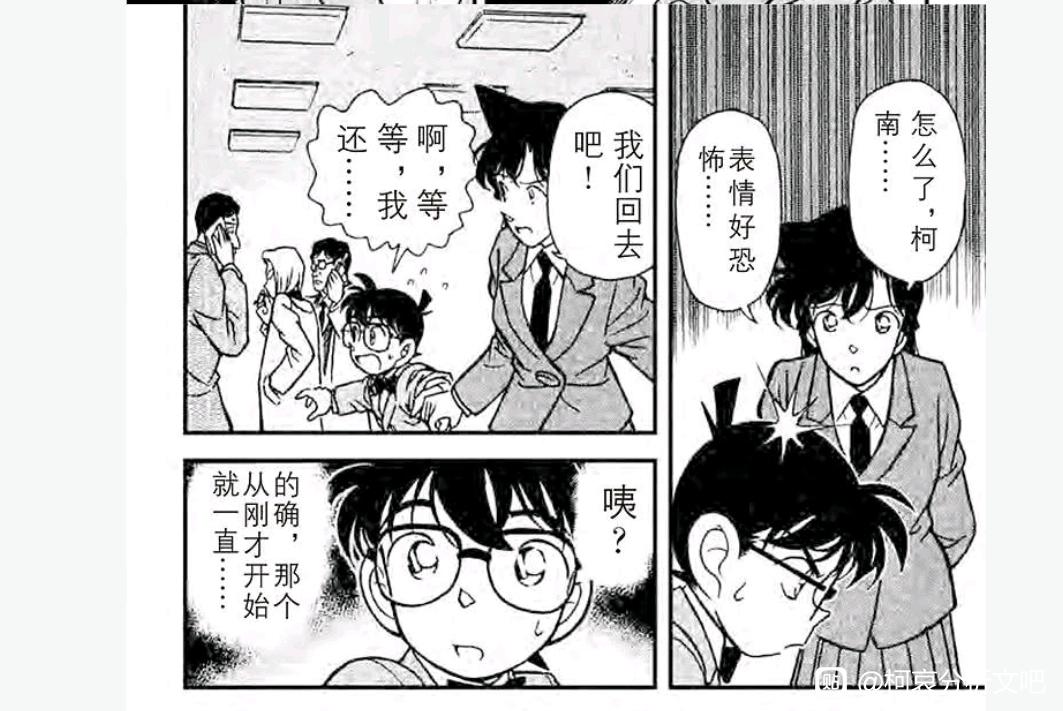 怎么了，柯
南……
表情好恐
怖……
我们回去
吧！
啊，等
等，我
还……
咦？
的确，那个
从刚才开始
就一直……
贴 @柯哀分析文吧